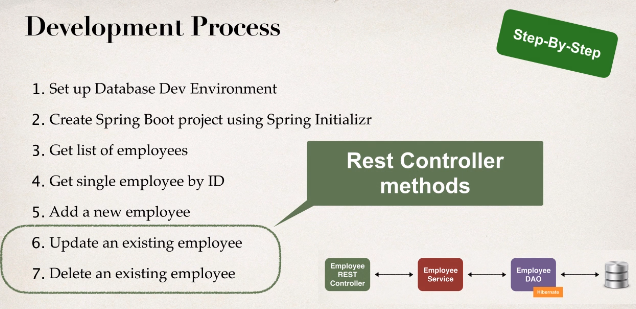 Development Process
Step-By-Step
1. Set up Database Dev Environment
2. Create Spring Boot project using Spring Initializr
3. Get list of employees
4. Get single employee by ID
5. Add a new employee
6. Update an existing employee
7. Delete an existing employee
Rest Controller
methods
Employee
REST
Controller
Employee
Service
Employee
DAO
Hibernate